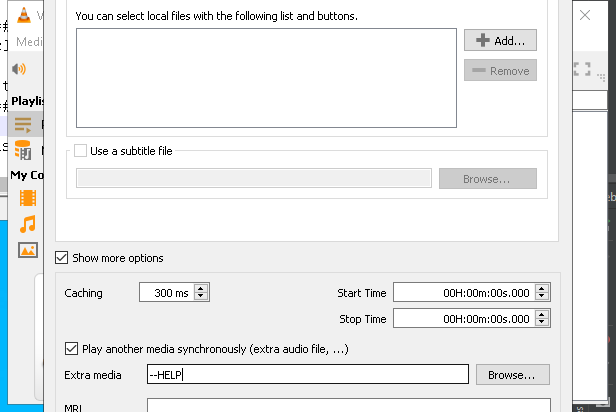 You can select local files with the following list and buttons.
Add...
Remove
Use a subtitle file
Browse...
Media
Playlis
My Co
Show more options
Caching
300 ms
Start Time
00H:00m:00s.000
Stop Time
00H:00m:00s.000
Play another media synchronously (extra audio file, ...)
Extra media
--HELP
Browse...
MRL